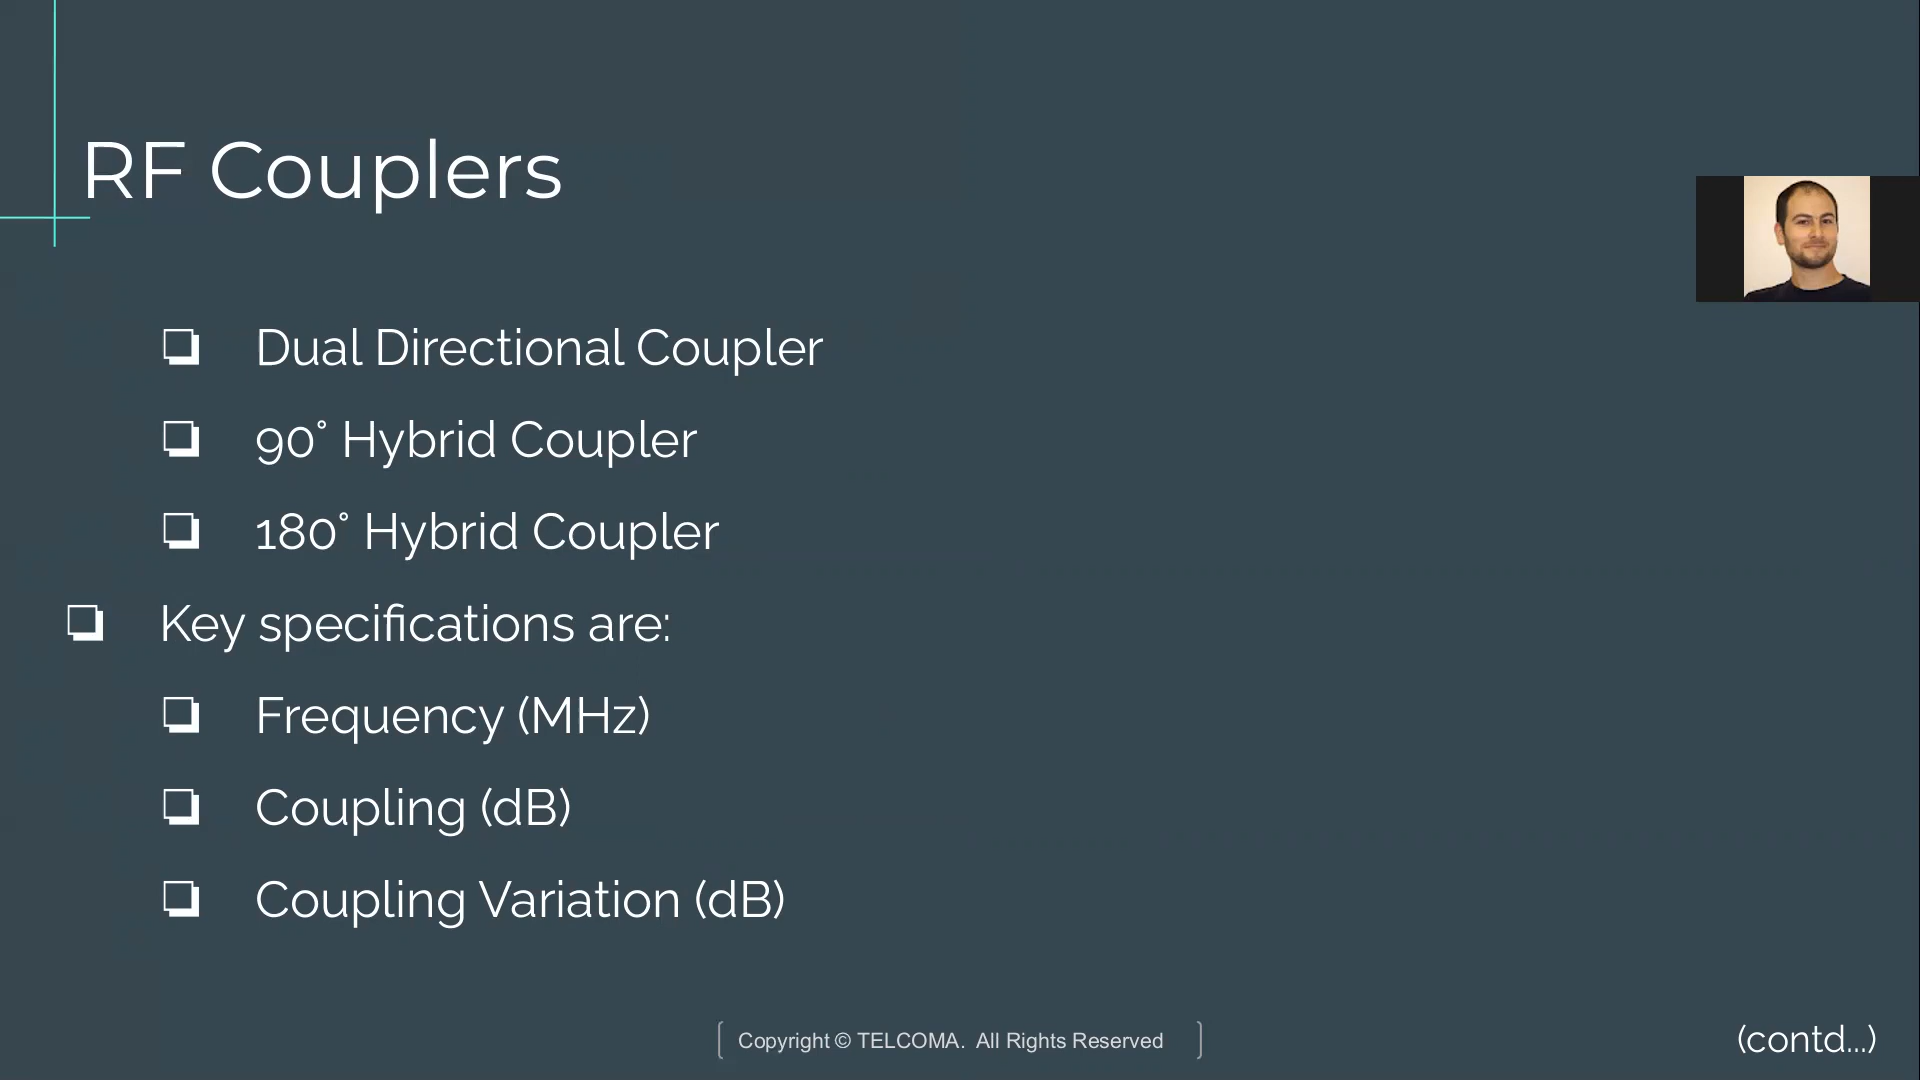 RF Couplers
Dual Directional Coupler
90° Hybrid Coupler
180° Hybrid Coupler
Key specifications are:
Frequency (MHz)
Coupling (dB)
Coupling Variation (dB)
Copyright © TELCOMA. All Rights Reserved
(contd...)